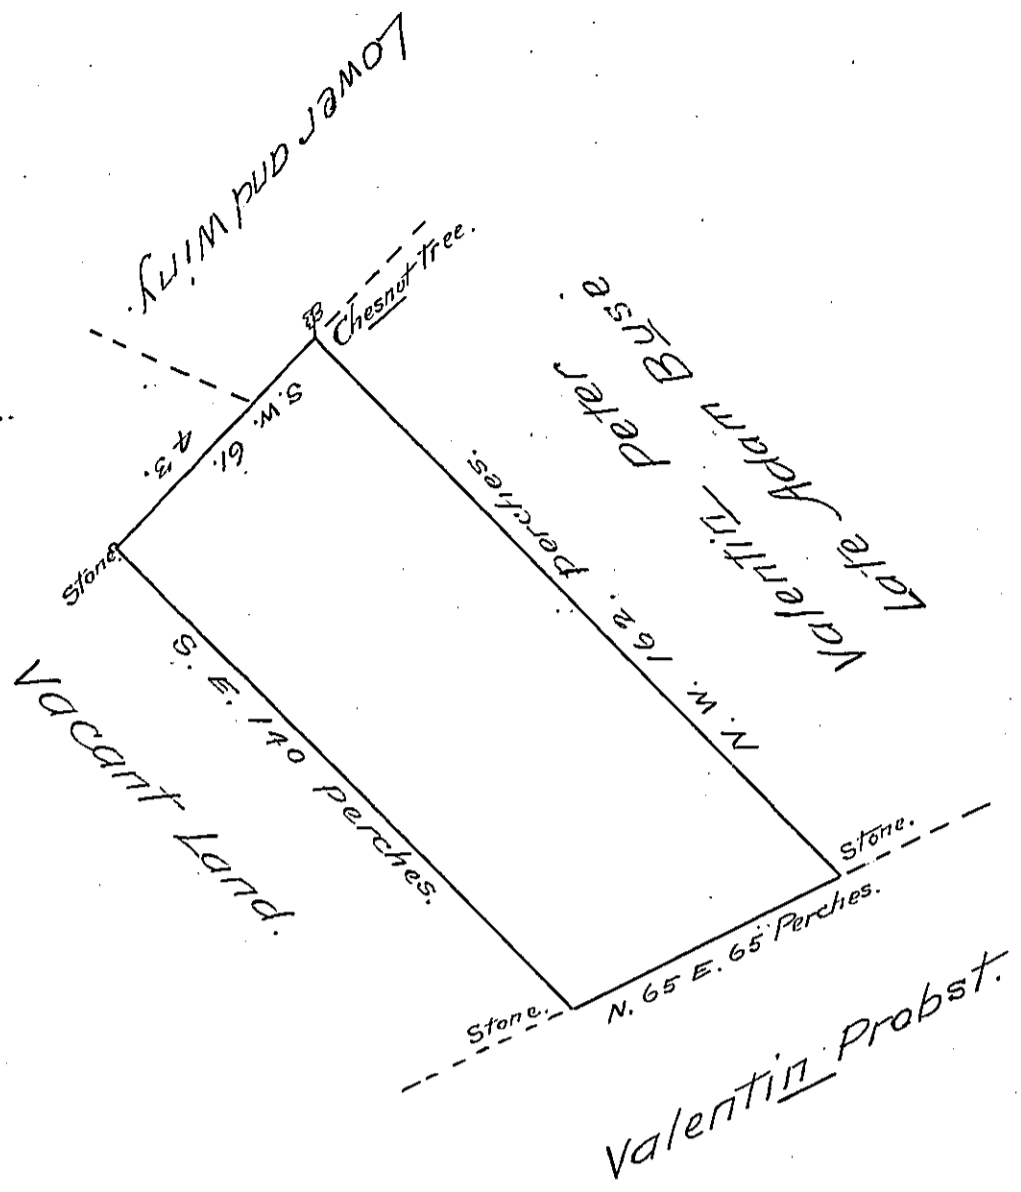 Lower and Winy.
Chesnut tree.
S.W. 61.
43.
Stone.
Valentin Peter
Late Adam Buse
N. W. 162. perches.
S. E. 140 perches.
Vacant Land.
Stone.
Stone.
N. 65 E. 65 Perches.
Valentin Probst.